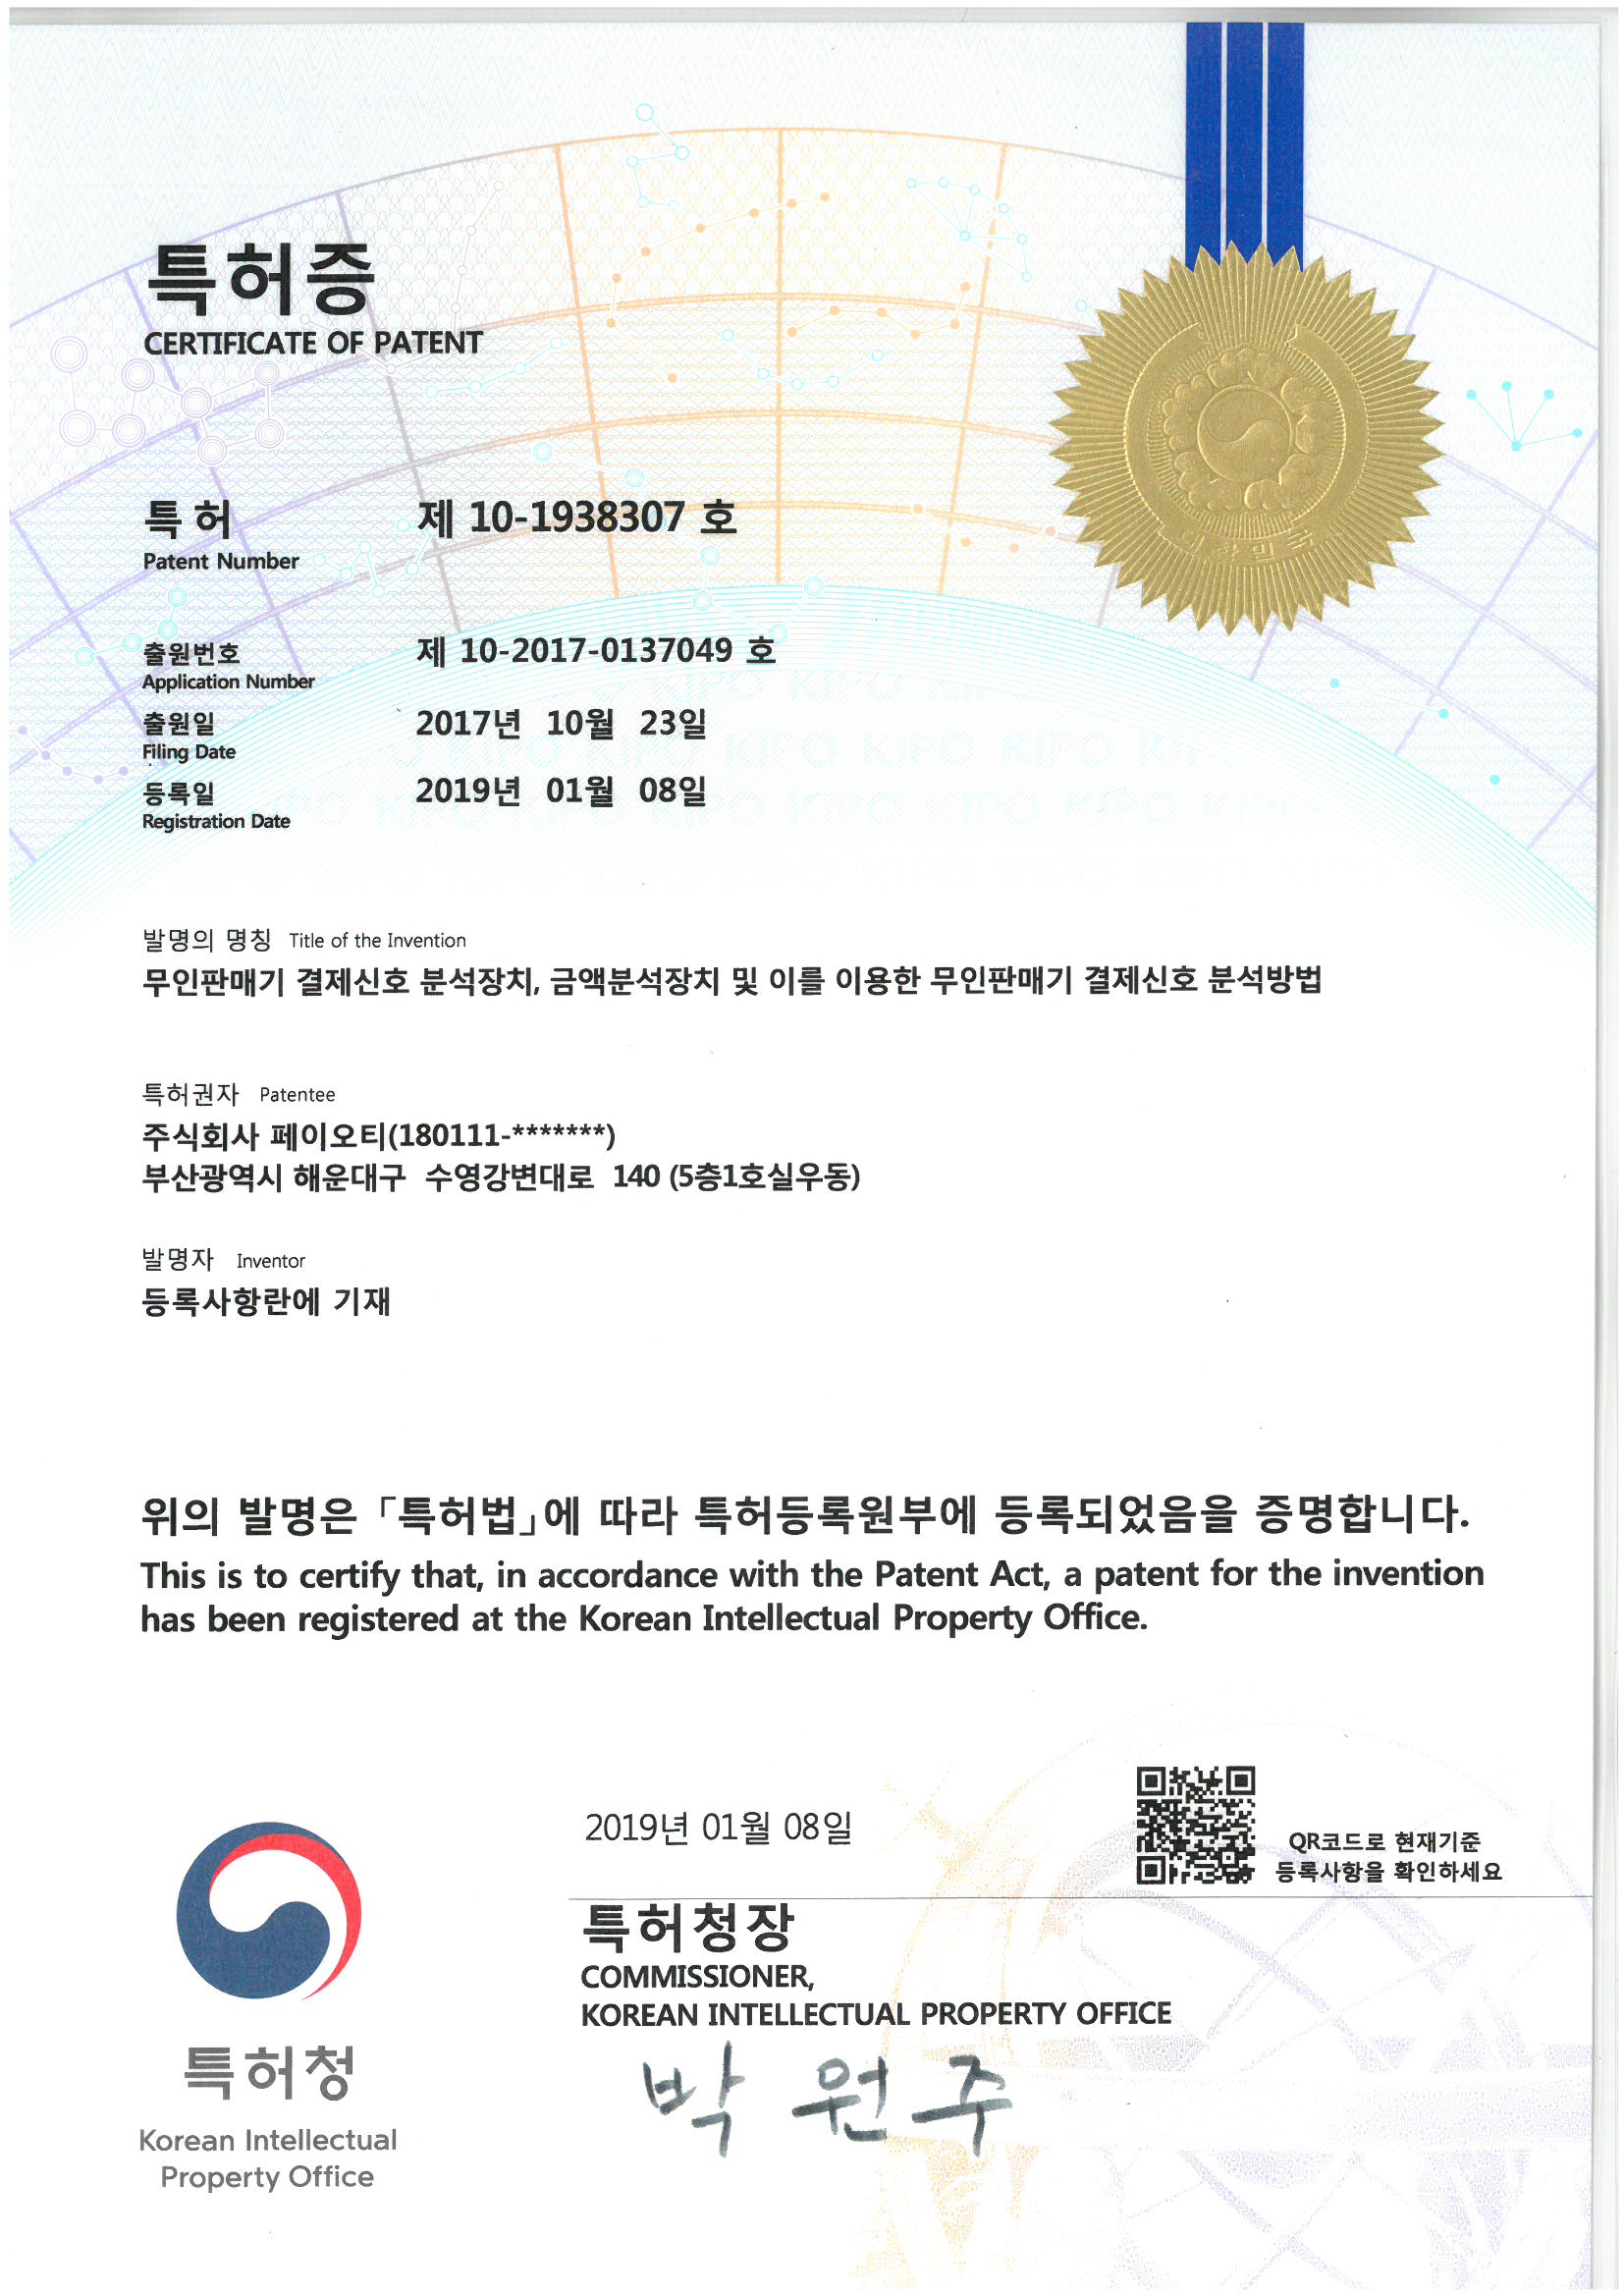 특허증
CERTIFICATE OF PATENT
대한민국
특 허 제 10-1938307 호
Patent Number
출원번호 제 10-2017-0137049 호
Application Number
출원일 2017년 10월 23일
Filing Date
등록일 2019년 01월 08일
Registration Date
발명의 명칭 Title of the Invention
무인판매기 결제신호 분석장치, 금액분석장치 및 이를 이용한 무인판매기 결제신호 분석방법
특허권자 Patentee
주식회사 페이오티(180111-*******)
부산광역시 해운대구 수영강변대로 140 (5층1호실우동)
발명자 Inventor
등록사항란에 기재
위의 발명은 「특허법」에 따라 특허등록원부에 등록되었음을 증명합니다.
This is to certify that, in accordance with the Patent Act, a patent for the invention
has been registered at the Korean Intellectual Property Office.
2019년 01월 08일
QR코드로 현재기준
등록사항을 확인하세요
특허청장
COMMISSIONER,
KOREAN INTELLECTUAL PROPERTY OFFICE
박 원 주
특허청
Korean Intellectual
Property Office